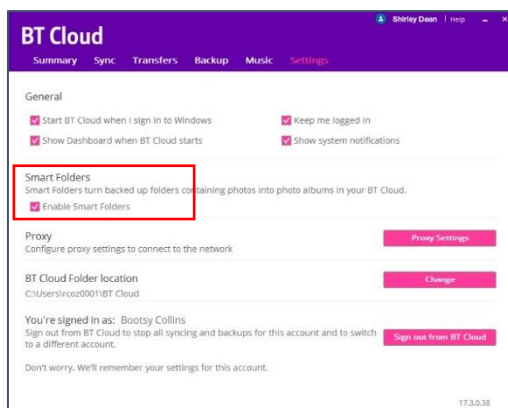 Shirley Dean | Help
BT Cloud
Summary Sync Transfers Backup Music Settings
General
Start BT Cloud when i sign in to Windows
Keep me logged in
Show Dashboard when BT Cloud starts
Show system notifications
Smart Folders
Smart Folders turn backed up folders containing photos into photo albums in your BT Cloud.
Enable Smart Folders
Proxy
Configure proxy settings to connect to the network
Proxy Settings
BT Cloud Folder location
C:\Users\rcoz0001\BT Cloud
Change
You're signed in as: Bootsy Collins
Sign out from BT Cloud to stop all syncing and backups for this account and to switch
to a different account.
Sign out from BT Cloud
Don't worry. We'll remember your settings for this account.
17.3.0.38